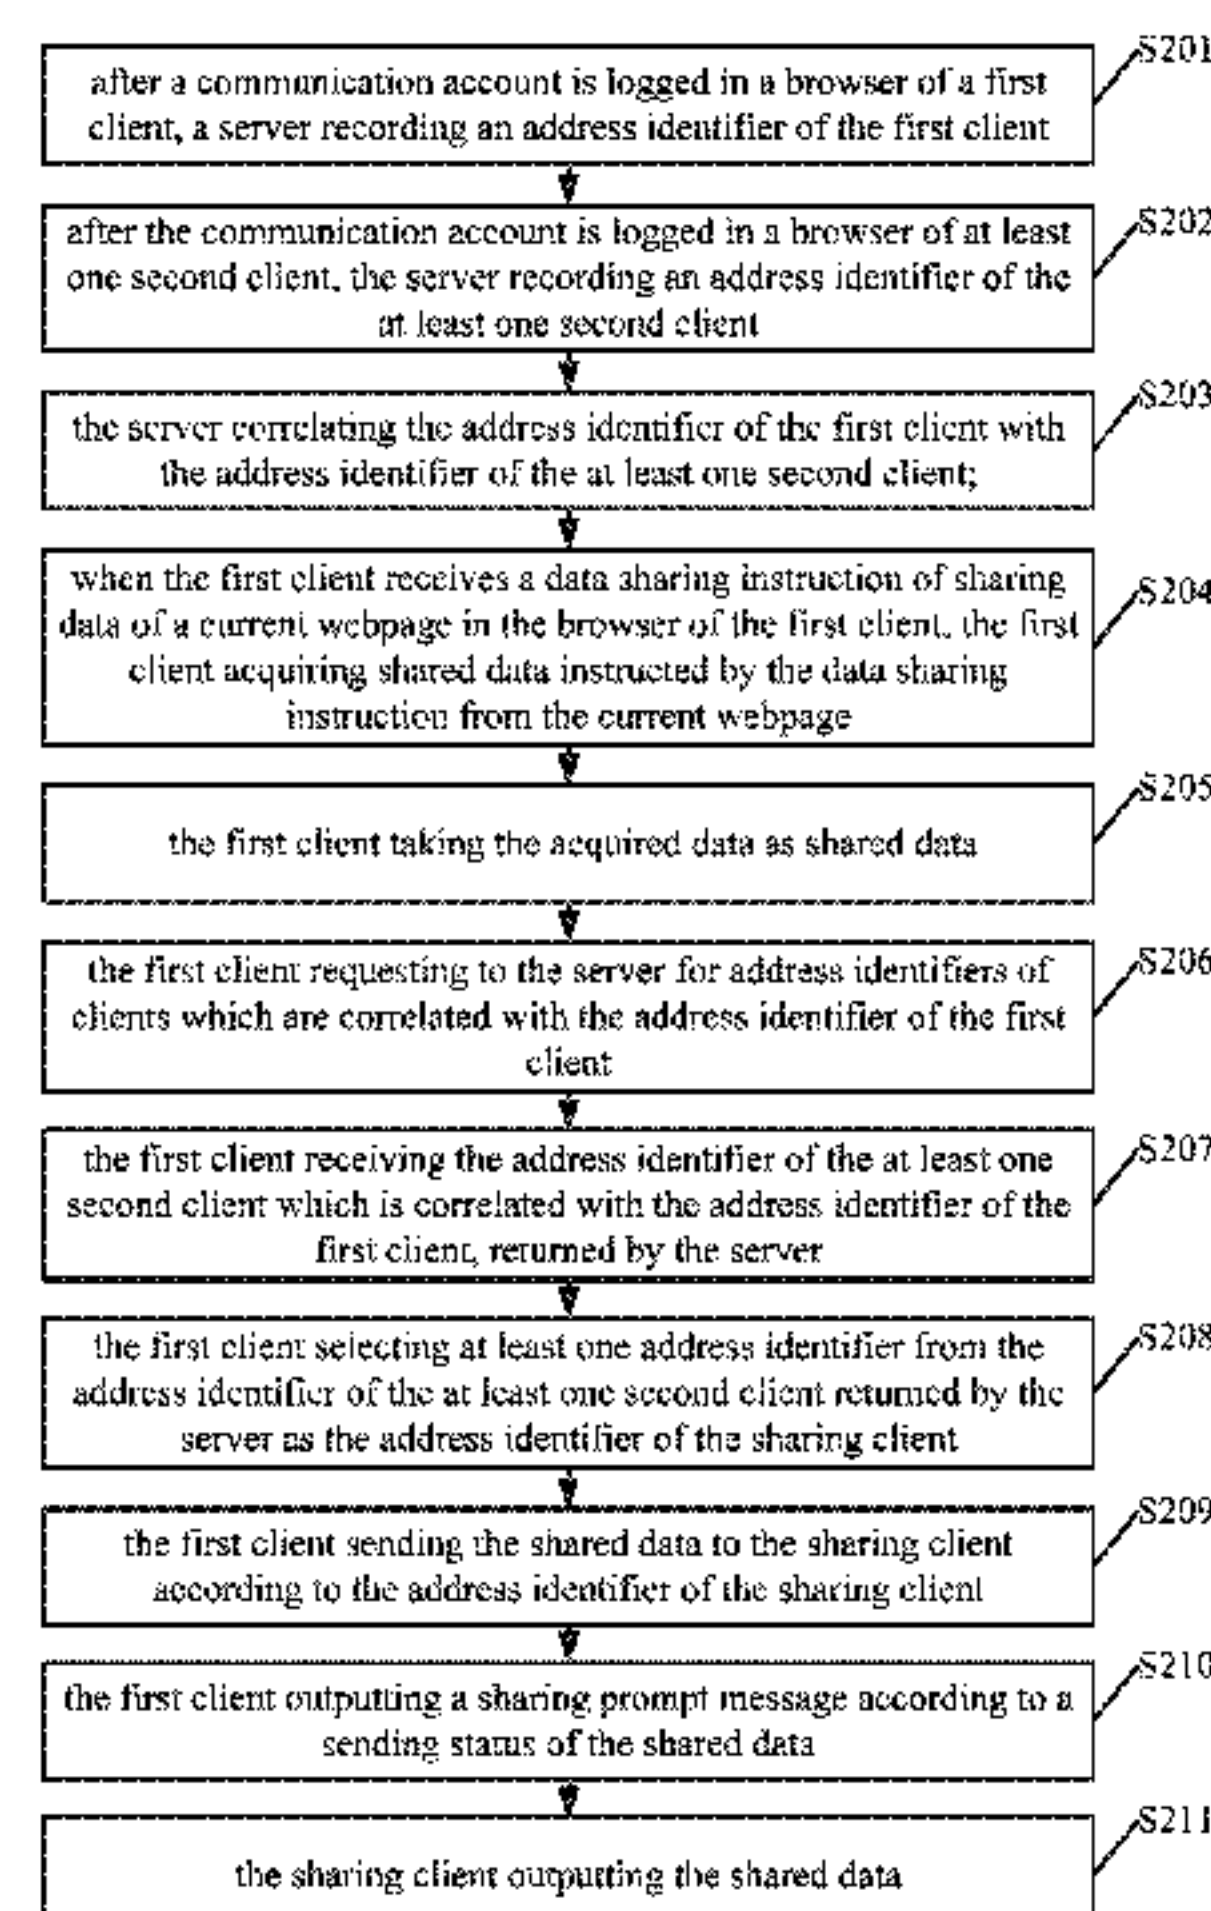 S201
after a communication account is logged in a browser of a first
client, a server recording an address identifier of the first client
S202
after the communication account is logged in a browser of at least
one second client, the server recording an address identifier of the
at least one second client
S203
the server correlating the address identifier of the first client with
the address identifier of the at least one second client;
S204
when the first client receives a data sharing instruction of sharing
data of a current webpage in the browser of the first client, the first
client acquiring shared data instructed by the data sharing
instruction from the current webpage
S205
the first client taking the acquired data as shared data
S206
the first client requesting to the server for address identifiers of
clients which are correlated with the address identifier of the first
client
S207
the first client receiving the address identifier of the at least one
second client which is correlated with the address identifier of the
first client, returned by the server
S208
the first client selecting at least one address identifier from the
address identifier of the at least one second client returned by the
server as the address identifier of the sharing client
S209
the first client sending the shared data to the sharing client
according to the address identifier of the sharing client
S210
the first client outputting a sharing prompt message according to a
sending status of the shared data
S211
the sharing client outputting the shared data